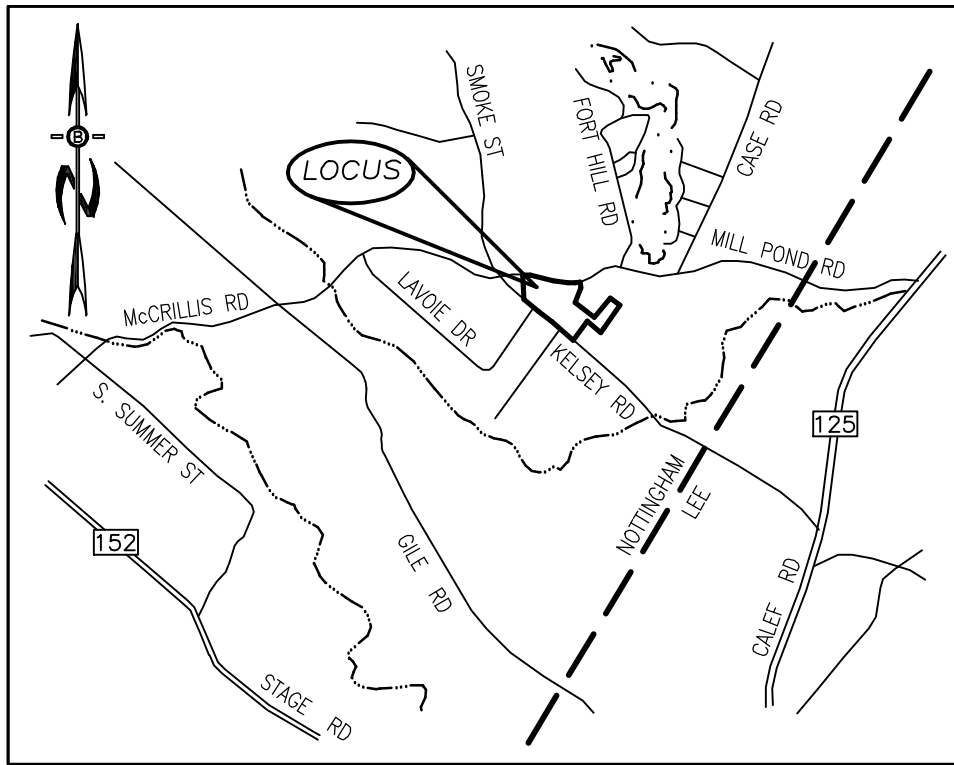 SMOKE ST
FORT HILL RD
CASE RD
B
LOCUS
MILL POND RD
LAVOIE DR
McCRILLIS RD
KELSEY RD
S. SUMMER ST
125
NOTTINGHAM
LEE
152
GILE RD
CALEF RD
STAGE RD